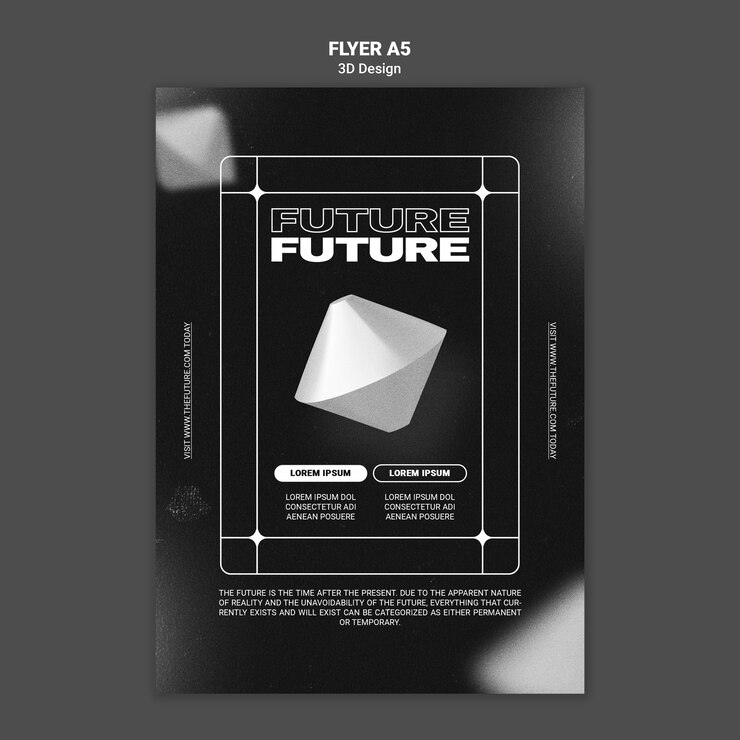 FLYER A5
3D Design
FUTURE
FUTURE
VISIT WWW.THEFUTURE.COM TODAY
VISIT WWW.THEFUTURE.COM TODAY
LOREM IPSUM
LOREM IPSUM
LOREM IPSUM DOL
CONSECTETUR ADI
AENEAN POSUERE
LOREM IPSUM DOL
CONSECTETUR ADI
AENEAN POSUERE
THE FUTURE IS THE TIME AFTER THE PRESENT. DUE TO THE APPARENT NATURE
OF REALITY AND THE UNAVOIDABILITY OF THE FUTURE, EVERYTHING THAT CUR-
RENTLY EXISTS AND WILL EXIST CAN BE CATEGORIZED AS EITHER PERMANENT
OR TEMPORARY.